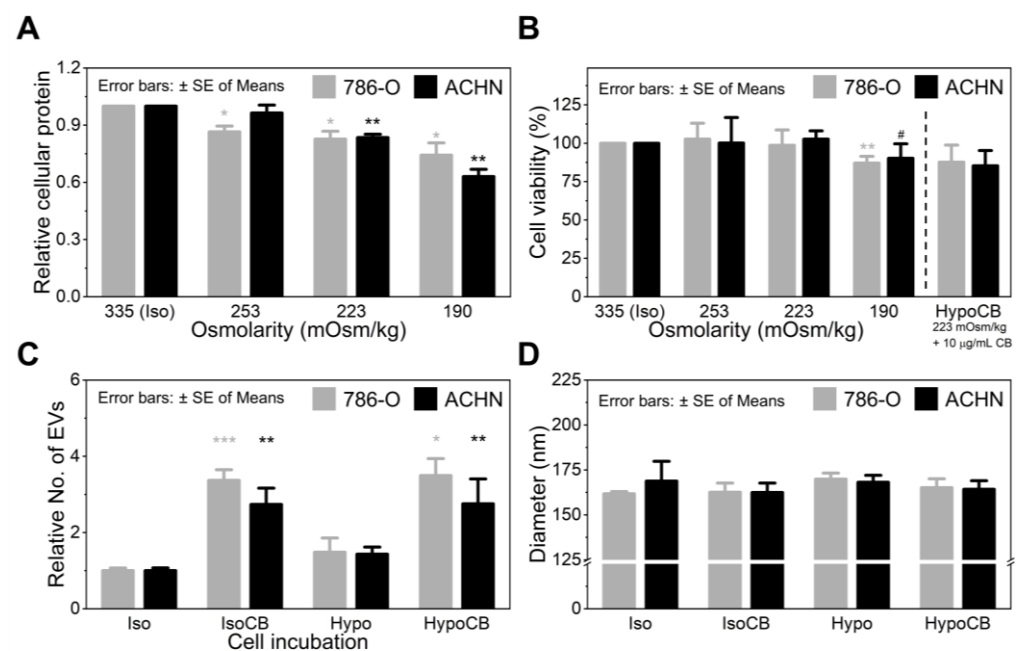 A
Error bars: ± SE of Means 786-O ACHN
Relative cellular protein
1.2
0.9
0.6
0.3
0.0
* * ** * **
335 (Iso) 253 223 190
Osmolarity (mOsm/kg)
B
Error bars: ± SE of Means 786-O ACHN
Cell viability (%)
125
100
75
50
25
0
** #
335 (Iso) 253 223 190 HypoCB
223 mOsm/kg
+ 10 μg/mL CB
Osmolarity (mOsm/kg)
C
Error bars: ± SE of Means 786-O ACHN
Relative No. of EVs
6
4
2
0
*** ** * **
Iso IsoCB Hypo HypoCB
Cell incubation
D
Error bars: ± SE of Means 786-O ACHN
Diameter (nm)
225
200
175
150
125
0
Iso IsoCB Hypo HypoCB